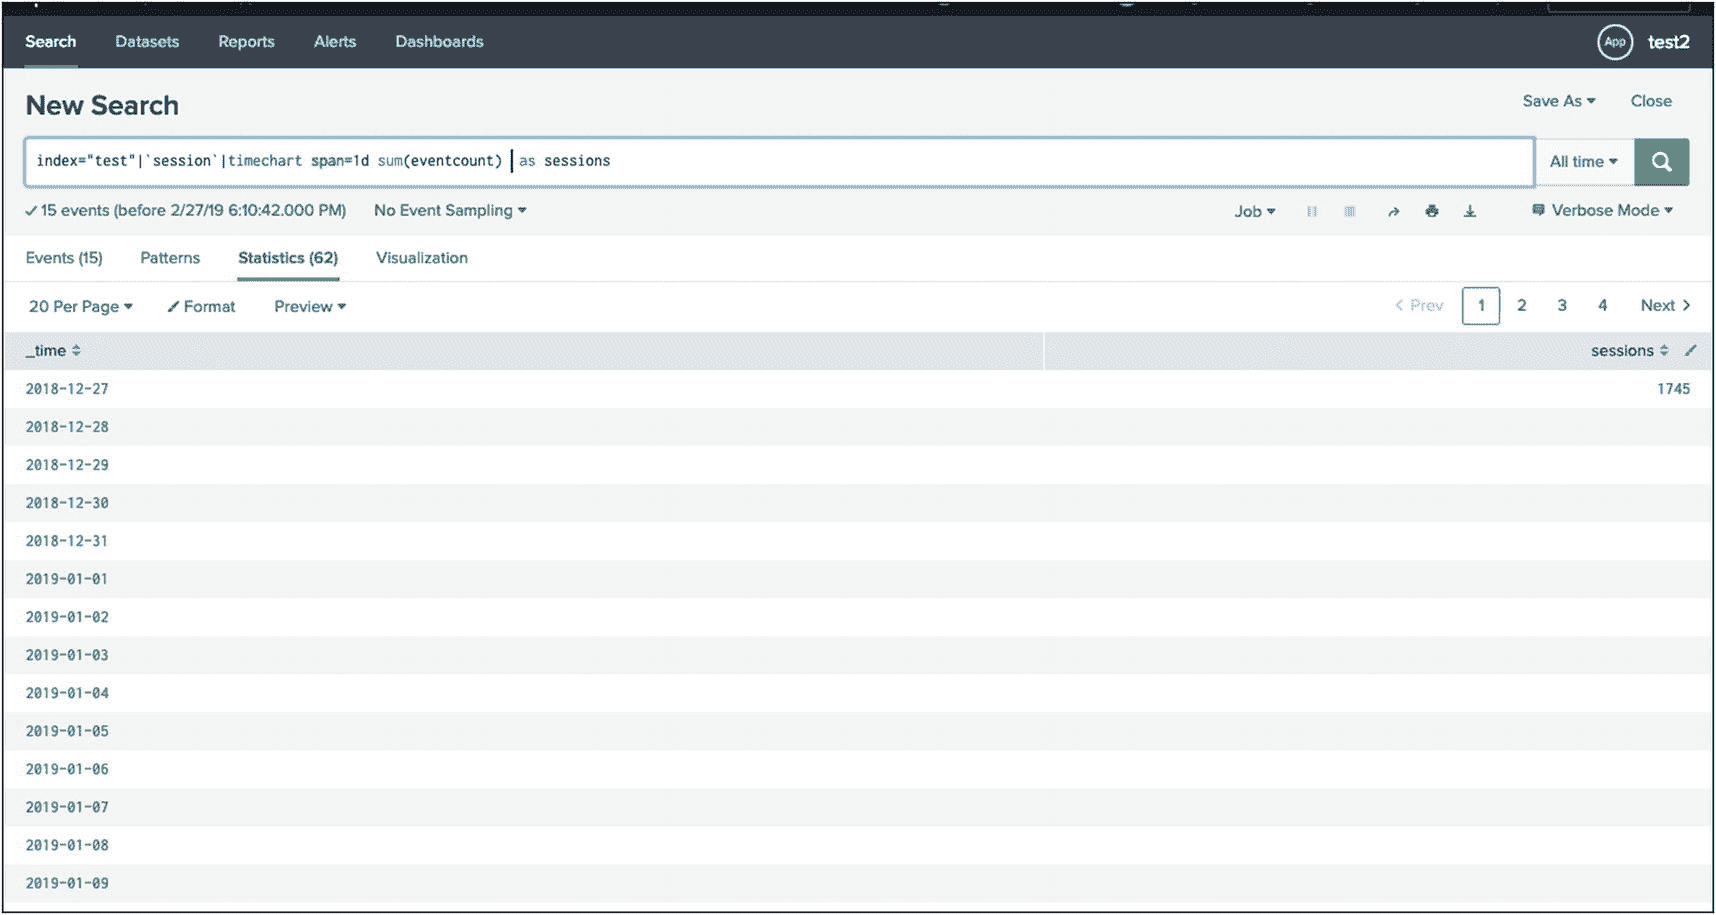 Search Datasets Reports Alerts Dashboards App test2
New Search Save As Close
index="test"|`session`|timechart span=1d sum(eventcount) as sessions All time
15 events (before 2/27/19 6:10:42.000 PM) No Event Sampling Job Verbose Mode
Events (15) Patterns Statistics (62) Visualization
20 Per Page Format Preview < Prev 1 2 3 4 Next >
_time sessions
2018-12-27 1745
2018-12-28
2018-12-29
2018-12-30
2018-12-31
2019-01-01
2019-01-02
2019-01-03
2019-01-04
2019-01-05
2019-01-06
2019-01-07
2019-01-08
2019-01-09